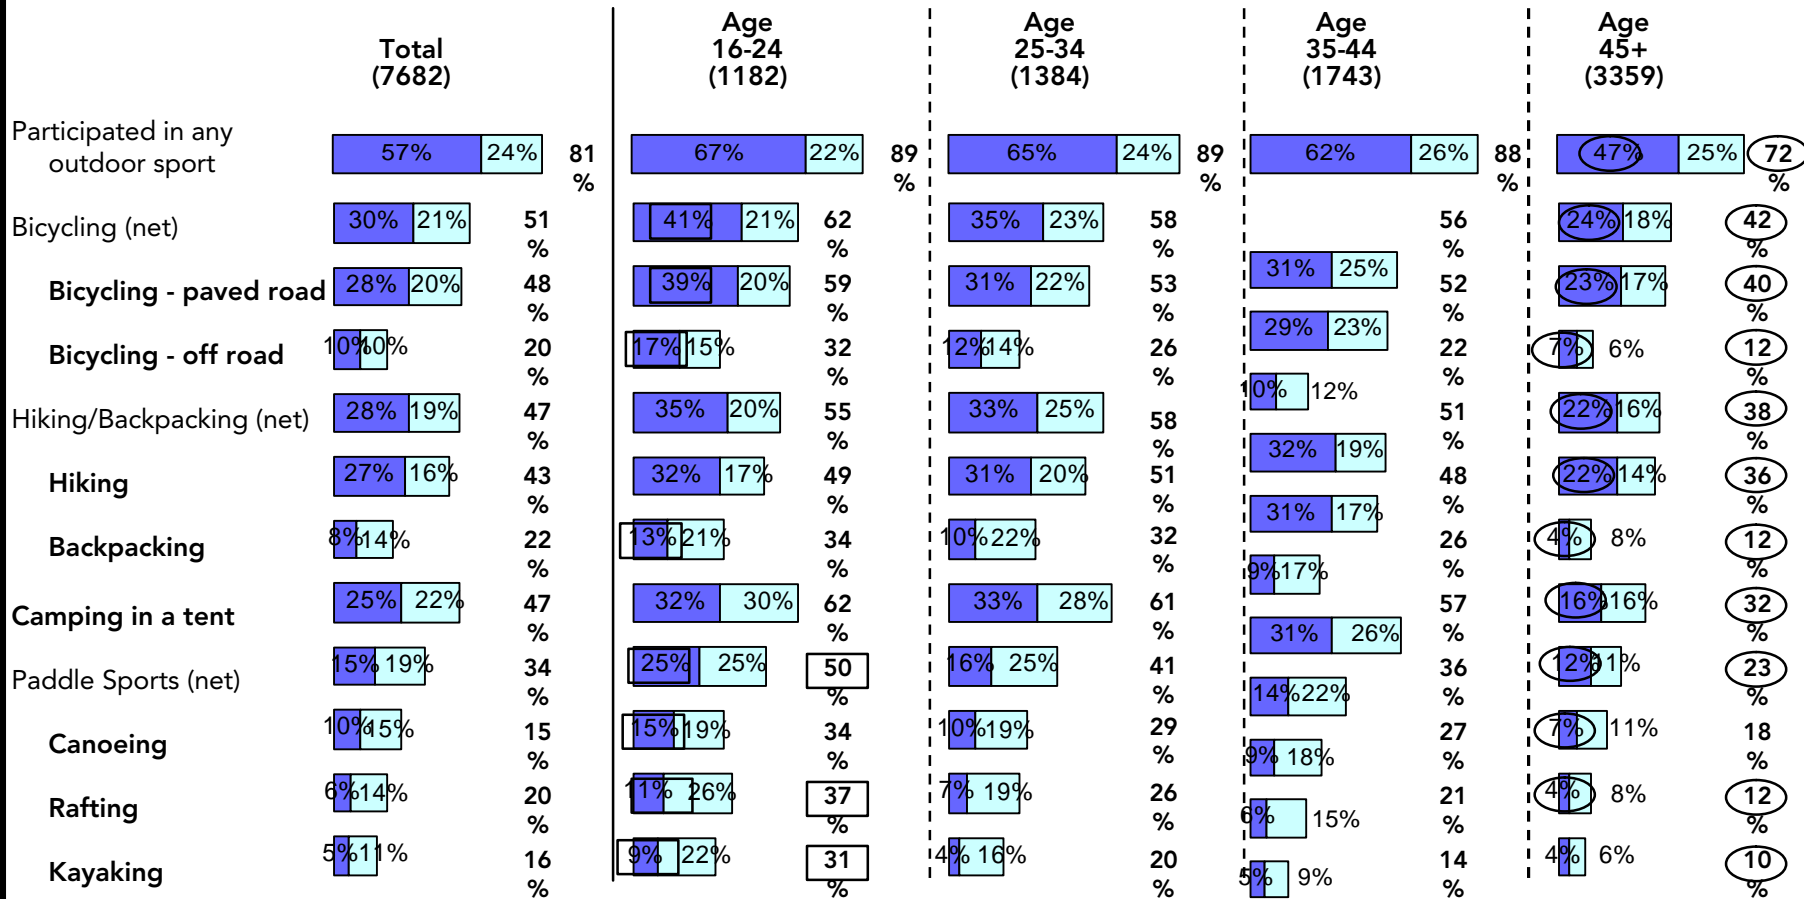 Total
(7682)
Age
16-24
(1182)
Age
25-34
(1384)
Age
35-44
(1743)
Age
45+
(3359)
Participated in any
outdoor sport
57% 24% 81
%
67% 22% 89
%
65% 24% 89
%
62% 26% 88
%
47% 25% 72
%
Bicycling (net)
30% 21% 51
%
41% 21% 62
%
35% 23% 58
%
31% 25% 56
%
24% 18% 42
%
Bicycling - paved road
28% 20% 48
%
39% 20% 59
%
31% 22% 53
%
29% 23% 52
%
23% 17% 40
%
Bicycling - off road
10% 10% 20
%
17% 15% 32
%
12% 14% 26
%
10% 12% 22
%
7% 6% 12
%
Hiking/Backpacking (net)
28% 19% 47
%
35% 20% 55
%
33% 25% 58
%
32% 19% 51
%
22% 16% 38
%
Hiking
27% 16% 43
%
32% 17% 49
%
31% 20% 51
%
31% 17% 48
%
22% 14% 36
%
Backpacking
8% 14% 22
%
13% 21% 34
%
10% 22% 32
%
9% 17% 26
%
4% 8% 12
%
Camping in a tent
25% 22% 47
%
32% 30% 62
%
33% 28% 61
%
31% 26% 57
%
16% 16% 32
%
Paddle Sports (net)
15% 19% 34
%
25% 25% 50
%
16% 25% 41
%
14% 22% 36
%
12% 11% 23
%
Canoeing
10% 15% 15
%
15% 19% 34
%
10% 19% 29
%
9% 18% 27
%
7% 11% 18
%
Rafting
6% 14% 20
%
11% 26% 37
%
7% 19% 26
%
6% 15% 21
%
4% 8% 12
%
Kayaking
5% 11% 16
%
9% 22% 31
%
4% 16% 20
%
5% 9% 14
%
4% 6% 10
%